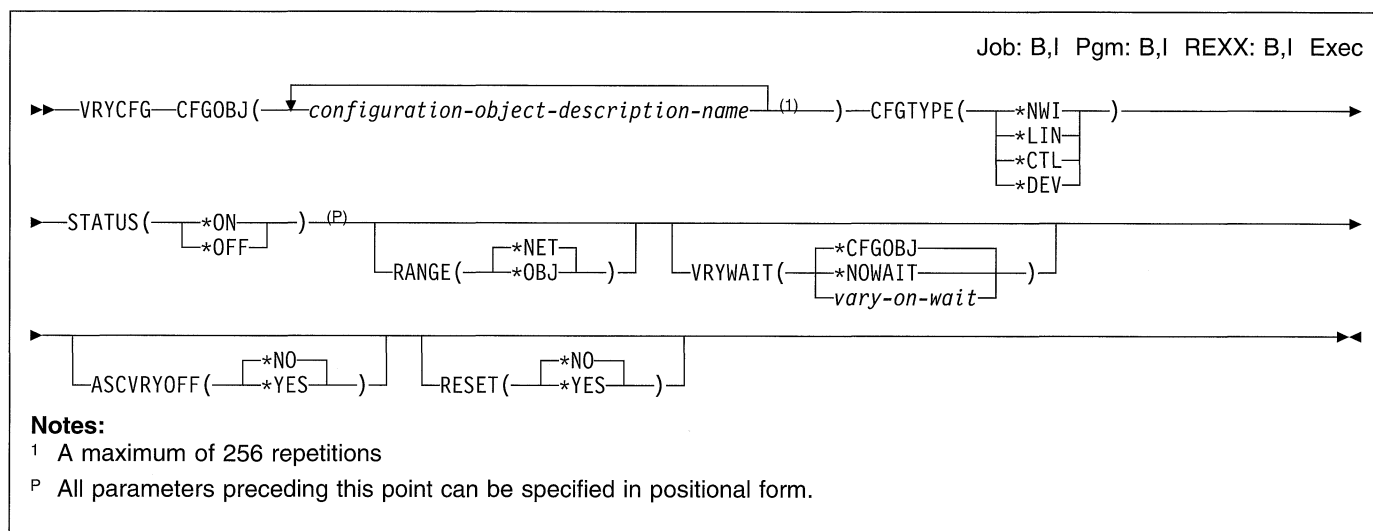 Job: B,I Pgm: B,I REXX: B,I Exec
VRYCFG CFGOBJ( configuration-object-description-name (1) ) CFGTYPE( *NWI )
*LIN
*CTL
*DEV
STATUS( *ON ) (P)
*OFF
RANGE( *NET )
*OBJ
VRYWAIT( *CFGOBJ )
*NOWAIT
vary-on-wait
ASCVRYOFF( *NO )
*YES
RESET( *NO )
*YES
Notes:
1 A maximum of 256 repetitions
P All parameters preceding this point can be specified in positional form.